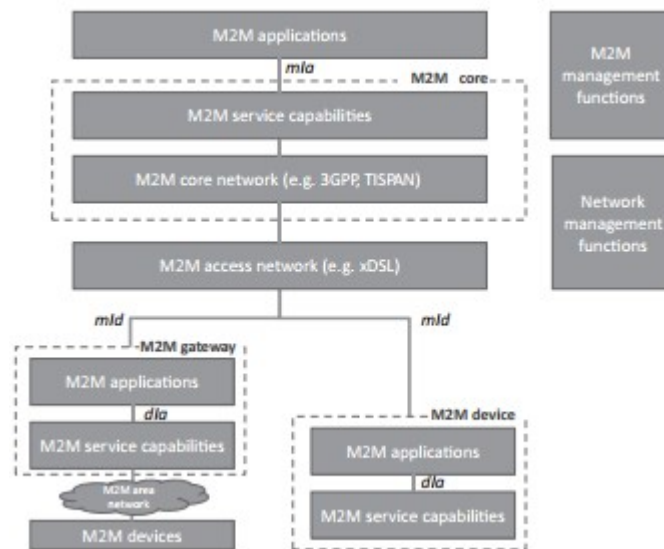 M2M applications
mIa
M2M core
M2M service capabilities
M2M core network (e.g. 3GPP, TISPAN)
M2M access network (e.g. xDSL)
M2M
management
functions
Network
management
functions
mId
mId
M2M gateway
M2M applications
dIa
M2M service capabilities
M2M area
network
M2M devices
M2M device
M2M applications
dIa
M2M service capabilities